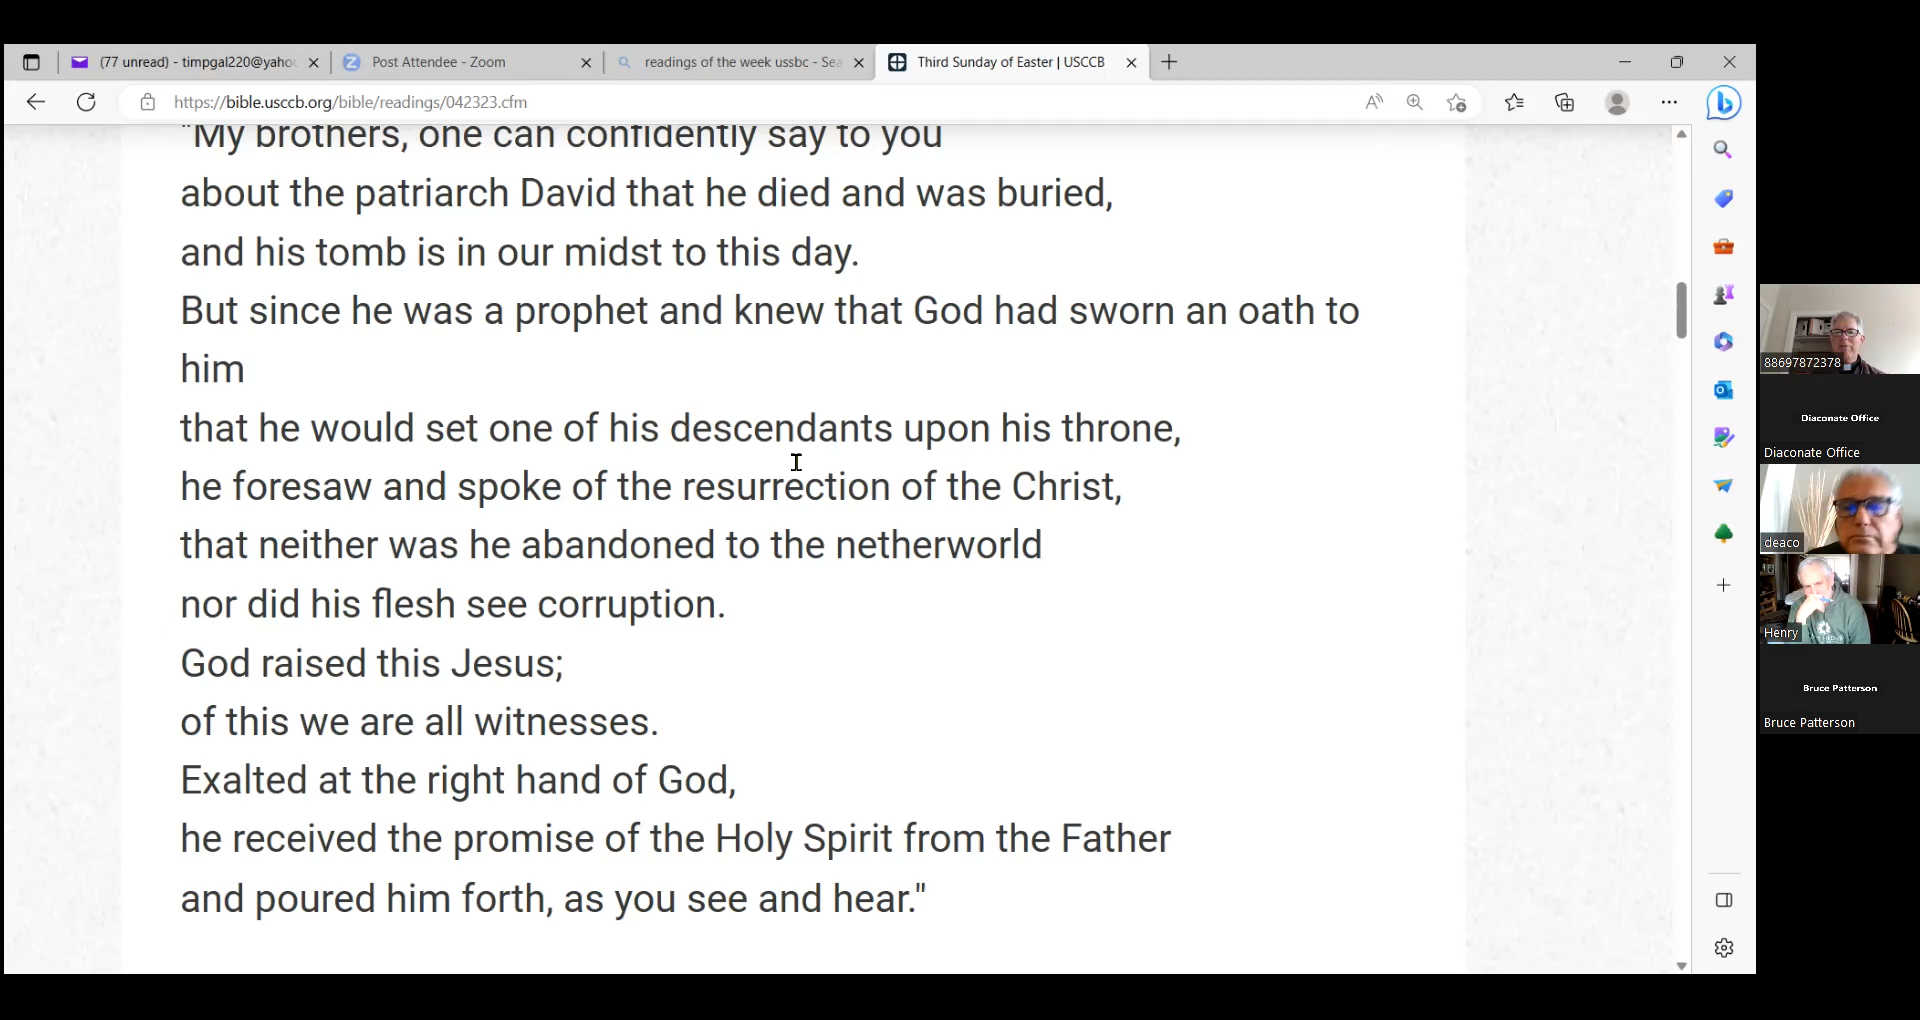 (77 unread) - timpgal220@yaho
Post Attendee - Zoom
readings of the week ussbc - Sea
Third Sunday of Easter | USCCB
https://bible.usccb.org/bible/readings/042323.cfm
"My brothers, one can confidently say to you
about the patriarch David that he died and was buried,
and his tomb is in our midst to this day.
But since he was a prophet and knew that God had sworn an oath to
him
that he would set one of his descendants upon his throne,
he foresaw and spoke of the resurrection of the Christ,
that neither was he abandoned to the netherworld
nor did his flesh see corruption.
God raised this Jesus;
of this we are all witnesses.
Exalted at the right hand of God,
he received the promise of the Holy Spirit from the Father
and poured him forth, as you see and hear."
88697872378
Diaconate Office
Diaconate Office
deaco
Henry
Bruce Patterson
Bruce Patterson